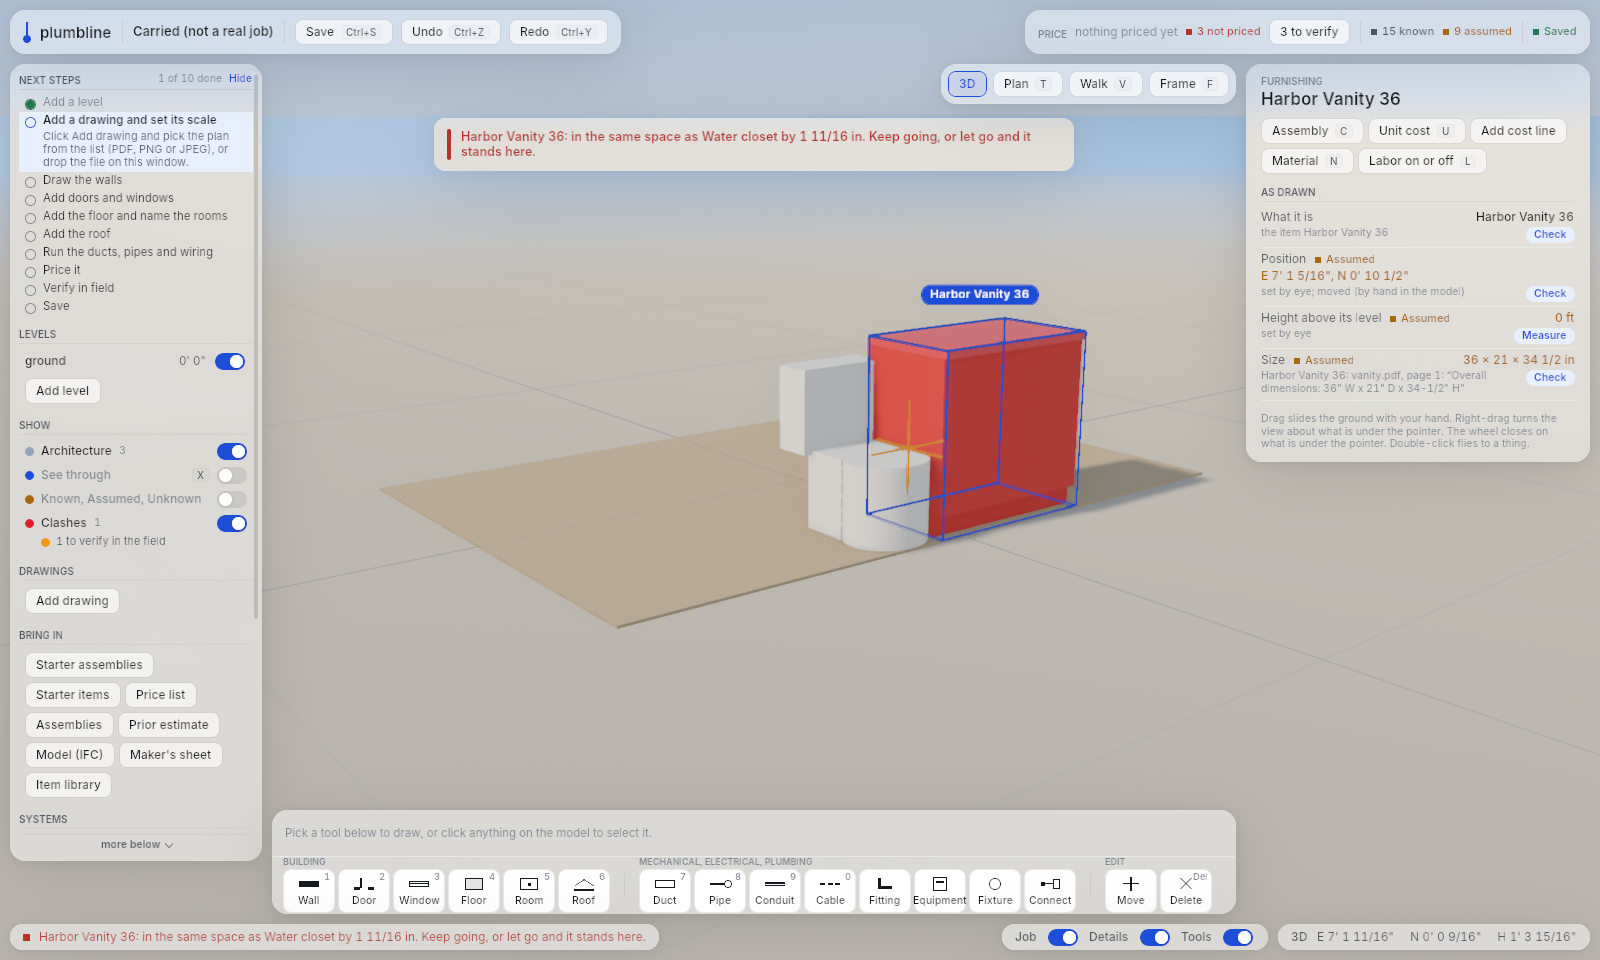 plumbline
Carried (not a real job)
Save Ctrl+S
Undo Ctrl+Z
Redo Ctrl+Y
PRICE nothing priced yet
3 not priced
3 to verify
15 known
9 assumed
Saved
NEXT STEPS
1 of 10 done
Hide
Add a level
Add a drawing and set its scale
Click Add drawing and pick the plan
from the list (PDF, PNG or JPEG), or
drop the file on this window.
Draw the walls
Add doors and windows
Add the floor and name the rooms
Add the roof
Run the ducts, pipes and wiring
Price it
Verify in field
Save
LEVELS
ground 0' 0"
Add level
SHOW
Architecture 3
See through X
Known, Assumed, Unknown
Clashes 1
1 to verify in the field
DRAWINGS
Add drawing
BRING IN
Starter assemblies
Starter items
Price list
Assemblies
Prior estimate
Model (IFC)
Maker's sheet
Item library
SYSTEMS
more below
3D
Plan T
Walk V
Frame F
Harbor Vanity 36: in the same space as Water closet by 1 11/16 in. Keep going, or let go and it
stands here.
Harbor Vanity 36
FURNISHING
Harbor Vanity 36
Assembly C
Unit cost U
Add cost line
Material N
Labor on or off L
AS DRAWN
What it is Harbor Vanity 36
the item Harbor Vanity 36 Check
Position Assumed
E 7' 1 5/16", N 0' 10 1/2"
set by eye; moved (by hand in the model) Check
Height above its level Assumed 0 ft
set by eye Measure
Size Assumed 36 × 21 × 34 1/2 in
Harbor Vanity 36: vanity.pdf, page 1: "Overall Check
dimensions: 36" W x 21" D x 34-1/2" H"
Drag slides the ground with your hand. Right-drag turns the
view about what is under the pointer. The wheel closes on
what is under the pointer. Double-click flies to a thing.
Pick a tool below to draw, or click anything on the model to select it.
BUILDING
Wall 1
Door 2
Window 3
Floor 4
Room 5
Roof 6
MECHANICAL, ELECTRICAL, PLUMBING
Duct 7
Pipe 8
Conduit 9
Cable 0
Fitting
Equipment
Fixture
Connect
EDIT
Move
Delete Del
Harbor Vanity 36: in the same space as Water closet by 1 11/16 in. Keep going, or let go and it stands here.
Job
Details
Tools
3D E 7' 1 11/16" N 0' 0 9/16" H 1' 3 15/16"